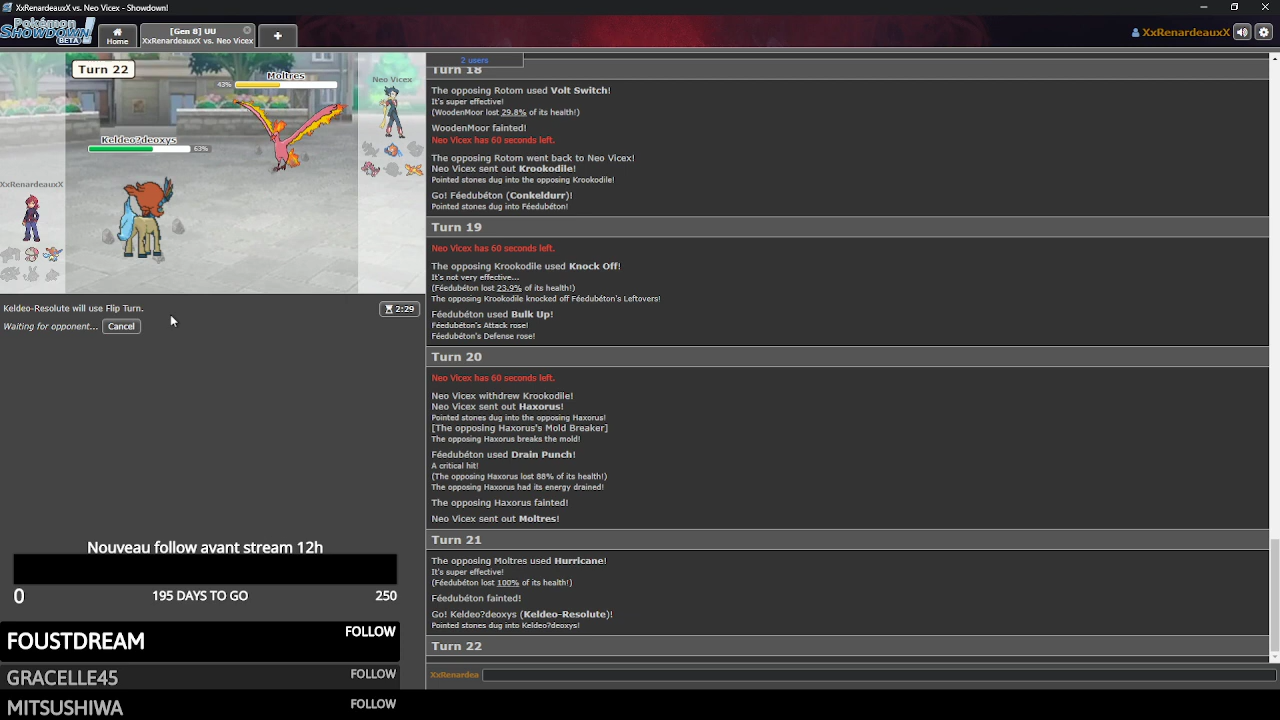 XxRenardeauxX vs. Neo Vicex - Showdown!
Pokémon
SHOWDOWN!
BETA
Home
[Gen 8] UU
XxRenardeauxX vs. Neo Vicex
+
XxRenardeauxX
Turn 22
Moltres
43%
Neo Vicex
Keldeo?deoxys
63%
XxRenardeauxX
Keldeo-Resolute will use Flip Turn.
2:29
Waiting for opponent...
Cancel
Nouveau follow avant stream 12h
0
195 DAYS TO GO
250
FOUSTDREAM
FOLLOW
GRACELLE45
FOLLOW
MITSUSHIWA
FOLLOW
2 users
Turn 18
The opposing Rotom used Volt Switch!
It's super effective!
(WoodenMoor lost 29.8% of its health!)
WoodenMoor fainted!
Neo Vicex has 60 seconds left.
The opposing Rotom went back to Neo Vicex!
Neo Vicex sent out Krookodile!
Pointed stones dug into the opposing Krookodile!
Go! Féedubéton (Conkeldurr)!
Pointed stones dug into Féedubéton!
Turn 19
Neo Vicex has 60 seconds left.
The opposing Krookodile used Knock Off!
It's not very effective...
(Féedubéton lost 23.9% of its health!)
The opposing Krookodile knocked off Féedubéton's Leftovers!
Féedubéton used Bulk Up!
Féedubéton's Attack rose!
Féedubéton's Defense rose!
Turn 20
Neo Vicex has 60 seconds left.
Neo Vicex withdrew Krookodile!
Neo Vicex sent out Haxorus!
Pointed stones dug into the opposing Haxorus!
[The opposing Haxorus's Mold Breaker]
The opposing Haxorus breaks the mold!
Féedubéton used Drain Punch!
A critical hit!
(The opposing Haxorus lost 88% of its health!)
The opposing Haxorus had its energy drained!
The opposing Haxorus fainted!
Neo Vicex sent out Moltres!
Turn 21
The opposing Moltres used Hurricane!
It's super effective!
(Féedubéton lost 100% of its health!)
Féedubéton fainted!
Go! Keldeo?deoxys (Keldeo-Resolute)!
Pointed stones dug into Keldeo?deoxys!
Turn 22
XxRenardea